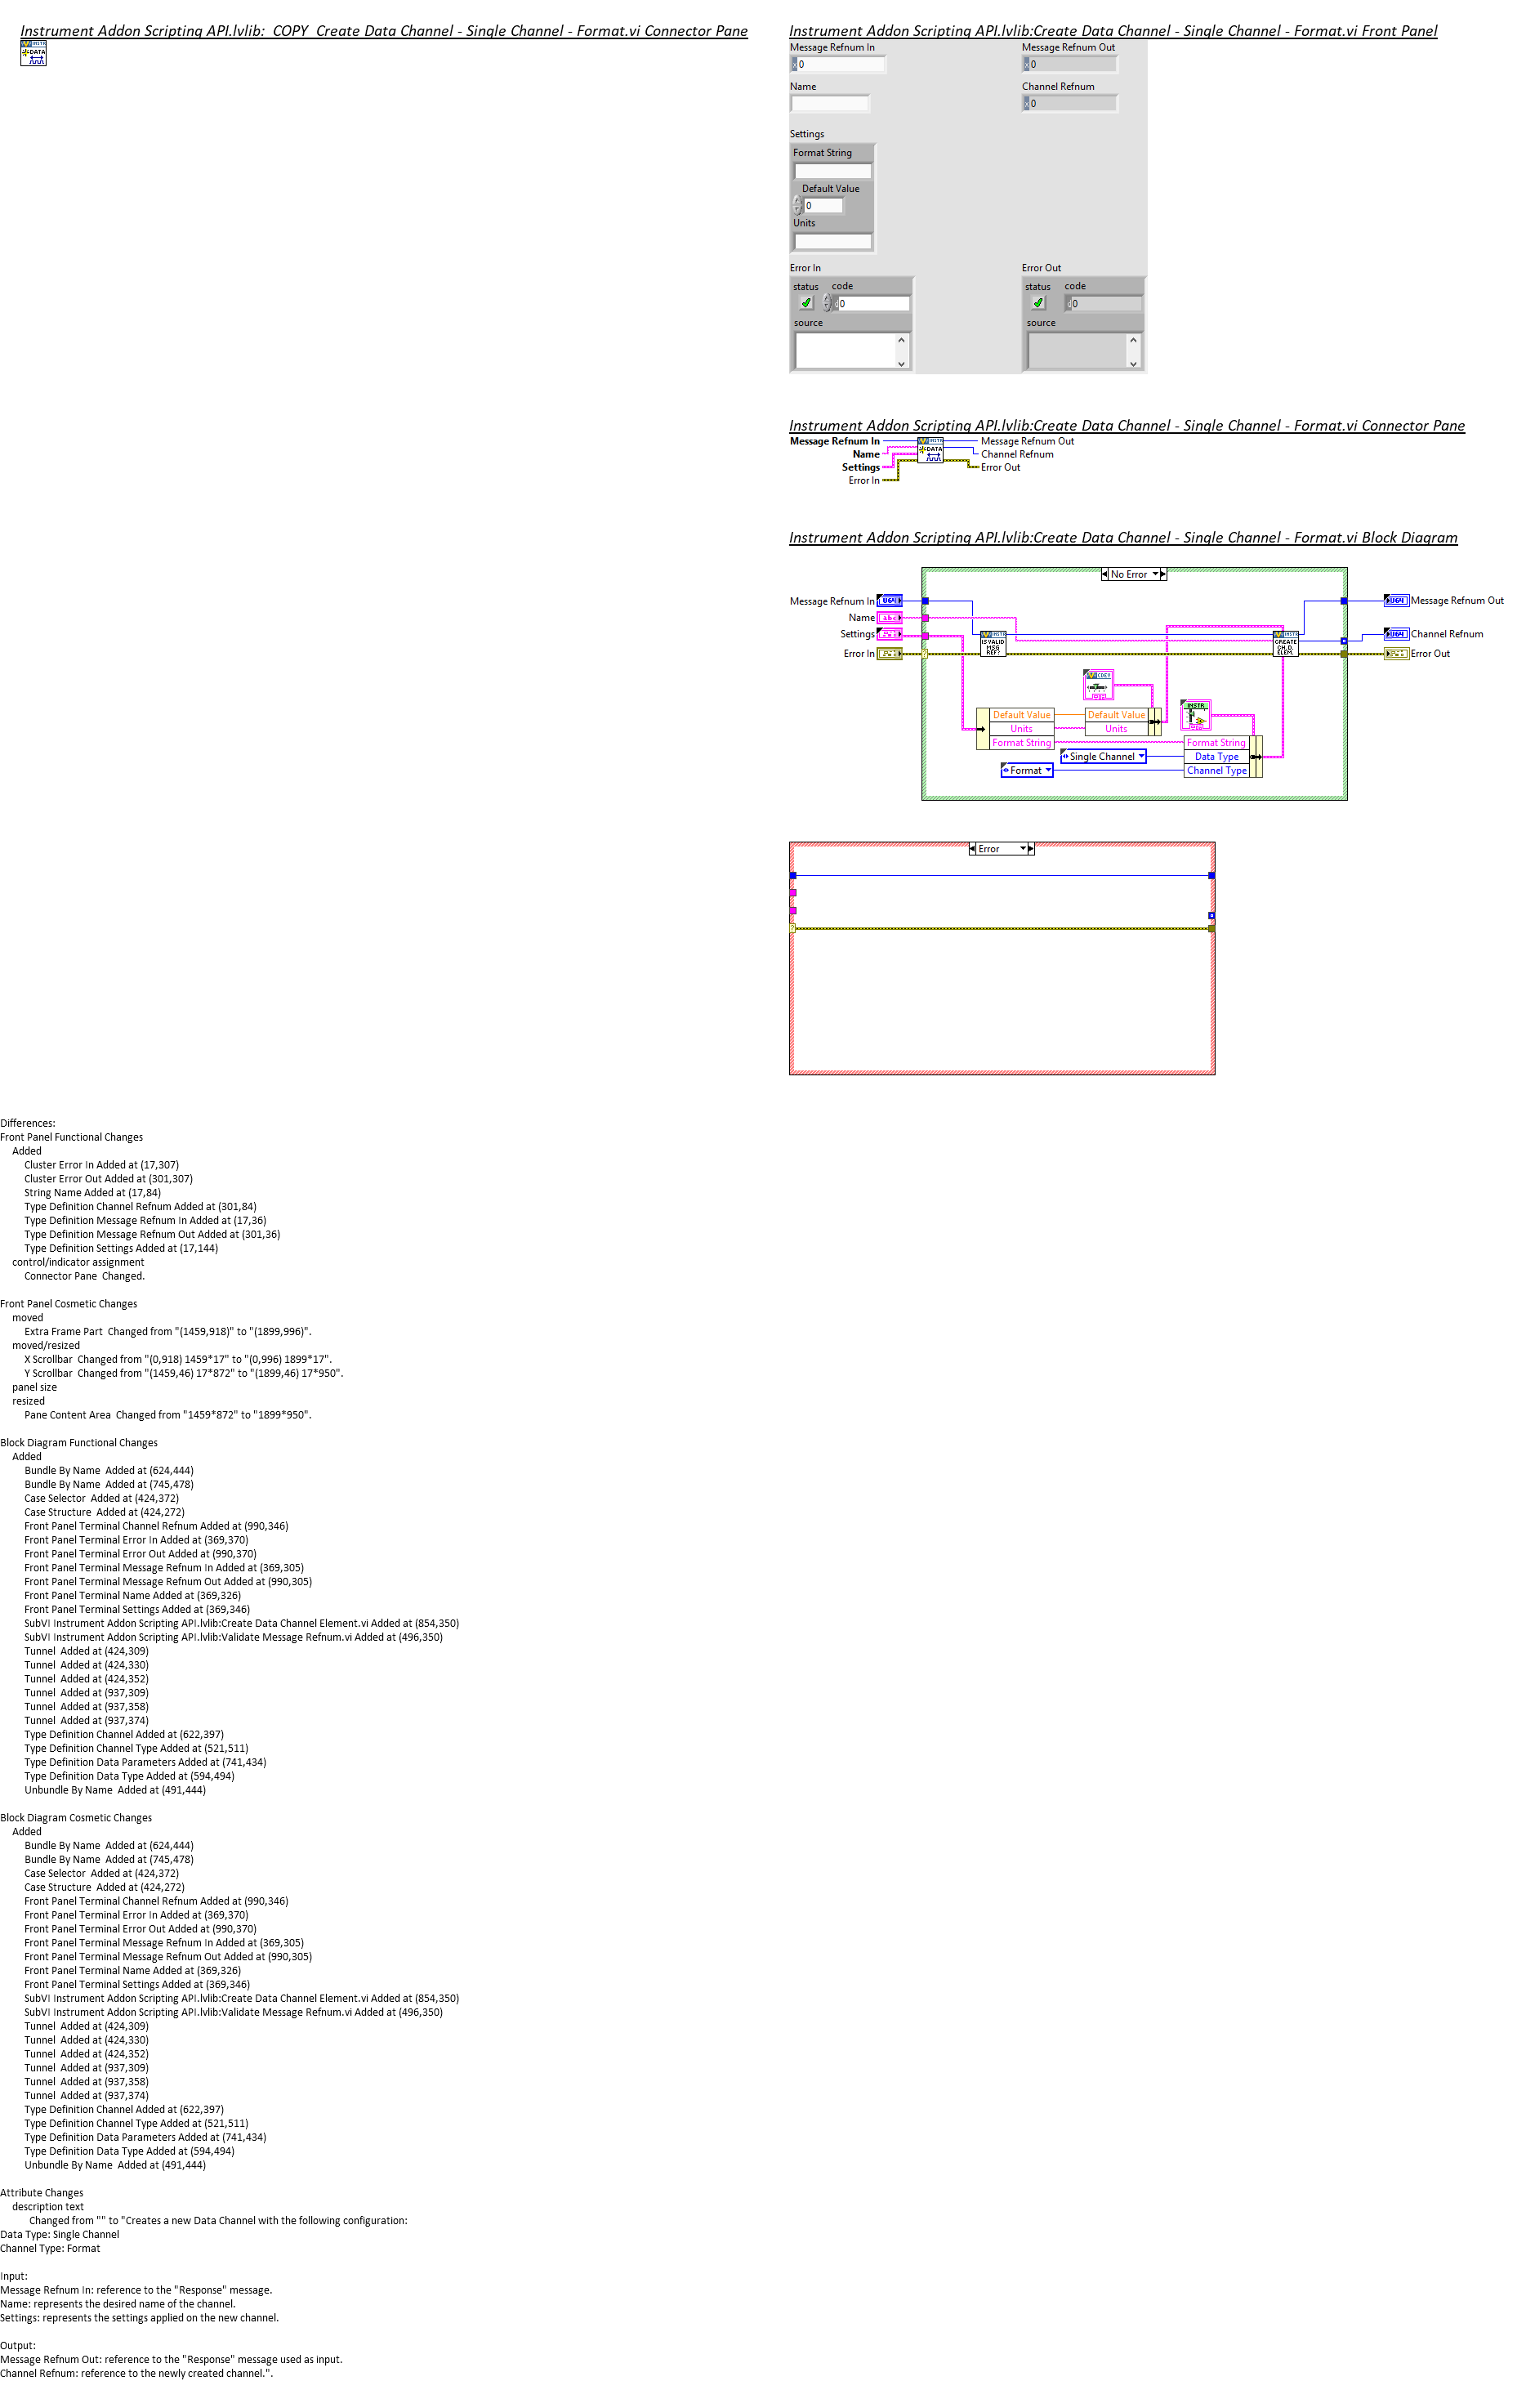 Instrument Addon Scripting API.lvlib:_COPY_Create Data Channel - Single Channel - Format.vi Connector Pane
INSTR
DATA
Instrument Addon Scripting API.lvlib:Create Data Channel - Single Channel - Format.vi Front Panel
Message Refnum In
Message Refnum Out
x 0
x 0
Name
Channel Refnum
x 0
Settings
Format String
Default Value
0
Units
Error In
Error Out
status code
status code
d 0
d 0
source
source
Instrument Addon Scripting API.lvlib:Create Data Channel - Single Channel - Format.vi Connector Pane
Message Refnum In
Message Refnum Out
Name
Channel Refnum
Settings
Error Out
Error In
INSTR
DATA
Instrument Addon Scripting API.lvlib:Create Data Channel - Single Channel - Format.vi Block Diagram
No Error
Message Refnum In
U64
U64
Message Refnum Out
Name
abc
Settings
U64
Channel Refnum
Error In
Error Out
INSTR
IS VALID
MSG
REF?
INSTR
CREATE
CH.D.
ELEM.
INSTR
Default Value
Default Value
Units
Units
Format String
Format String
Single Channel
Data Type
Format
Channel Type
Error
Differences:
Front Panel Functional Changes
Added
Cluster Error In Added at (17,307)
Cluster Error Out Added at (301,307)
String Name Added at (17,84)
Type Definition Channel Refnum Added at (301,84)
Type Definition Message Refnum In Added at (17,36)
Type Definition Message Refnum Out Added at (301,36)
Type Definition Settings Added at (17,144)
control/indicator assignment
Connector Pane  Changed.
Front Panel Cosmetic Changes
moved
Extra Frame Part  Changed from "(1459,918)" to "(1899,996)".
moved/resized
X Scrollbar  Changed from "(0,918) 1459*17" to "(0,996) 1899*17".
Y Scrollbar  Changed from "(1459,46) 17*872" to "(1899,46) 17*950".
panel size
resized
Pane Content Area  Changed from "1459*872" to "1899*950".
Block Diagram Functional Changes
Added
Bundle By Name  Added at (624,444)
Bundle By Name  Added at (745,478)
Case Selector  Added at (424,372)
Case Structure  Added at (424,272)
Front Panel Terminal Channel Refnum Added at (990,346)
Front Panel Terminal Error In Added at (369,370)
Front Panel Terminal Error Out Added at (990,370)
Front Panel Terminal Message Refnum In Added at (369,305)
Front Panel Terminal Message Refnum Out Added at (990,305)
Front Panel Terminal Name Added at (369,326)
Front Panel Terminal Settings Added at (369,346)
SubVI Instrument Addon Scripting API.lvlib:Create Data Channel Element.vi Added at (854,350)
SubVI Instrument Addon Scripting API.lvlib:Validate Message Refnum.vi Added at (496,350)
Tunnel  Added at (424,309)
Tunnel  Added at (424,330)
Tunnel  Added at (424,352)
Tunnel  Added at (937,309)
Tunnel  Added at (937,358)
Tunnel  Added at (937,374)
Type Definition Channel Added at (622,397)
Type Definition Channel Type Added at (521,511)
Type Definition Data Parameters Added at (741,434)
Type Definition Data Type Added at (594,494)
Unbundle By Name  Added at (491,444)
Block Diagram Cosmetic Changes
Added
Bundle By Name  Added at (624,444)
Bundle By Name  Added at (745,478)
Case Selector  Added at (424,372)
Case Structure  Added at (424,272)
Front Panel Terminal Channel Refnum Added at (990,346)
Front Panel Terminal Error In Added at (369,370)
Front Panel Terminal Error Out Added at (990,370)
Front Panel Terminal Message Refnum In Added at (369,305)
Front Panel Terminal Message Refnum Out Added at (990,305)
Front Panel Terminal Name Added at (369,326)
Front Panel Terminal Settings Added at (369,346)
SubVI Instrument Addon Scripting API.lvlib:Create Data Channel Element.vi Added at (854,350)
SubVI Instrument Addon Scripting API.lvlib:Validate Message Refnum.vi Added at (496,350)
Tunnel  Added at (424,309)
Tunnel  Added at (424,330)
Tunnel  Added at (424,352)
Tunnel  Added at (937,309)
Tunnel  Added at (937,358)
Tunnel  Added at (937,374)
Type Definition Channel Added at (622,397)
Type Definition Channel Type Added at (521,511)
Type Definition Data Parameters Added at (741,434)
Type Definition Data Type Added at (594,494)
Unbundle By Name  Added at (491,444)
Attribute Changes
description text
Changed from "" to "Creates a new Data Channel with the following configuration:
Data Type: Single Channel
Channel Type: Format
Input:
Message Refnum In: reference to the "Response" message.
Name: represents the desired name of the channel.
Settings: represents the settings applied on the new channel.
Output:
Message Refnum Out: reference to the "Response" message used as input.
Channel Refnum: reference to the newly created channel.".